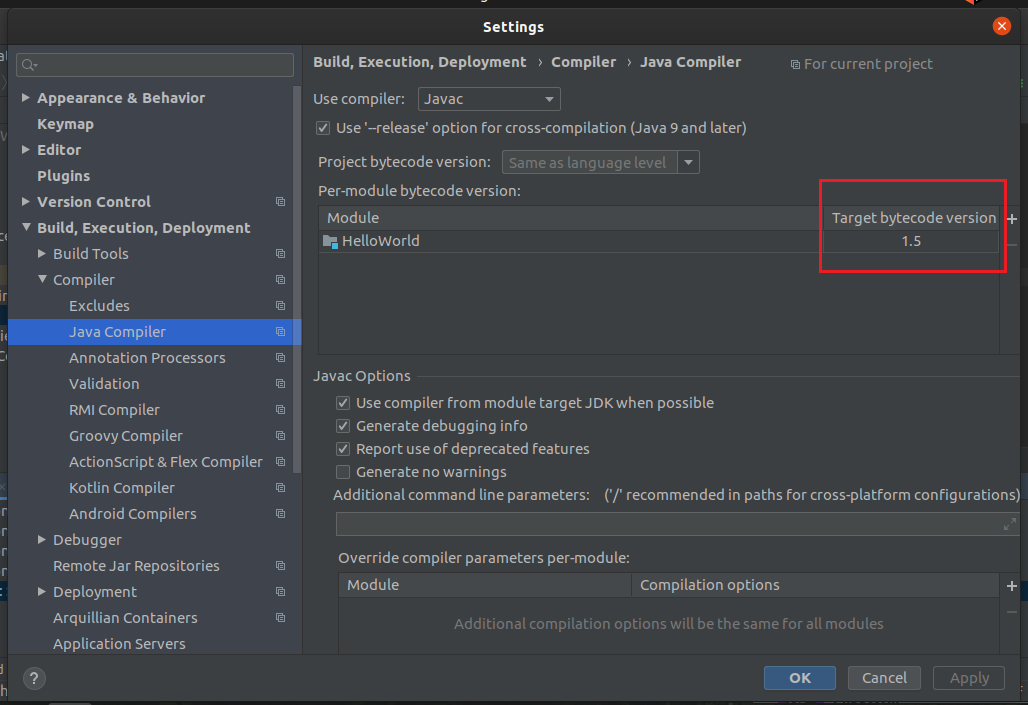 Settings
Appearance & Behavior
Keymap
Editor
Plugins
Version Control
Build, Execution, Deployment
Build Tools
Compiler
Excludes
Java Compiler
Annotation Processors
Validation
RMI Compiler
Groovy Compiler
ActionScript & Flex Compiler
Kotlin Compiler
Android Compilers
Debugger
Remote Jar Repositories
Deployment
Arquillian Containers
Application Servers
Build, Execution, Deployment › Compiler › Java Compiler For current project
Use compiler: Javac
Use '--release' option for cross-compilation (Java 9 and later)
Project bytecode version: Same as language level
Per-module bytecode version:
Module Target bytecode version
HelloWorld 1.5
Javac Options
Use compiler from module target JDK when possible
Generate debugging info
Report use of deprecated features
Generate no warnings
Additional command line parameters: ('/' recommended in paths for cross-platform configurations)
Override compiler parameters per-module:
Module Compilation options
Additional compilation options will be the same for all modules
? OK Cancel Apply